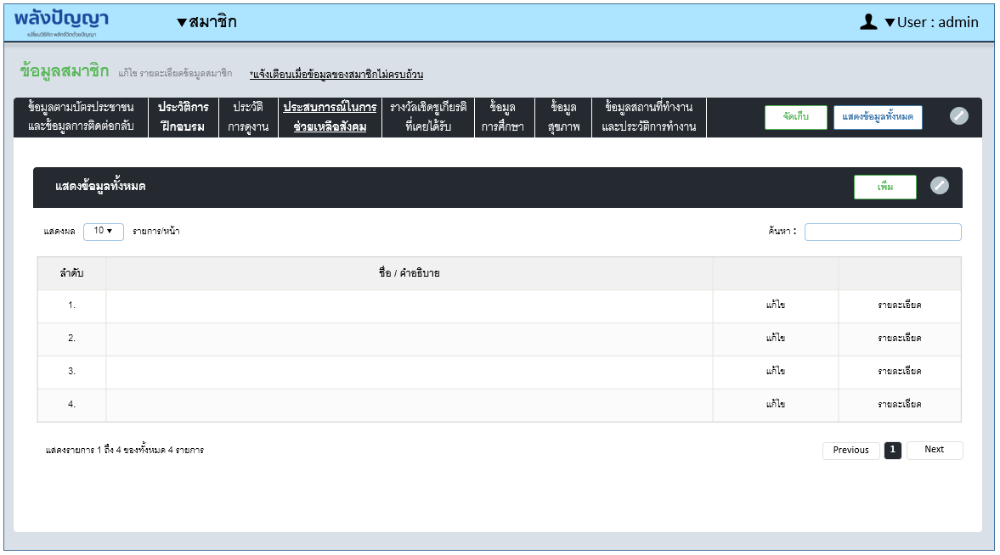 พลังปัญญา
เปลี่ยนวิธีคิด พลิกชีวิตด้วยปัญญา
▼สมาชิก
▼User : admin
ข้อมูลสมาชิก
แก้ไข รายละเอียดข้อมูลสมาชิก
*แจ้งเตือนเมื่อข้อมูลของสมาชิกไม่ครบถ้วน
ข้อมูลตามบัตรประชาชน
และข้อมูลการติดต่อกลับ
ประวัติการ
ฝึกอบรม
ประวัติ
การดูงาน
ประสบการณ์ในการ
ช่วยเหลือสังคม
รางวัลเชิดชูเกียรติ
ที่เคยได้รับ
ข้อมูล
การศึกษา
ข้อมูล
สุขภาพ
ข้อมูลสถานที่ทำงาน
และประวัติการทำงาน
จัดเก็บ
แสดงข้อมูลทั้งหมด
แสดงข้อมูลทั้งหมด
เพิ่ม
แสดงผล 10 ▼ รายการ/หน้า
ค้นหา :
ลำดับ ชื่อ / คำอธิบาย
1. แก้ไข รายละเอียด
2. แก้ไข รายละเอียด
3. แก้ไข รายละเอียด
4. แก้ไข รายละเอียด
แสดงรายการ 1 ถึง 4 ของทั้งหมด 4 รายการ
Previous 1 Next